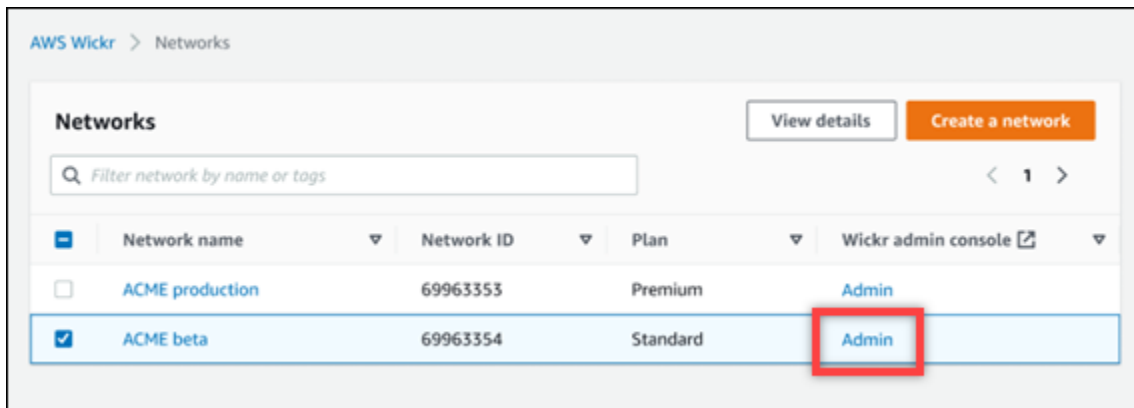 AWS Wickr > Networks
Networks View details Create a network
Filter network by name or tags < 1 >
Network name Network ID Plan Wickr admin console
ACME production 69963353 Premium Admin
ACME beta 69963354 Standard Admin